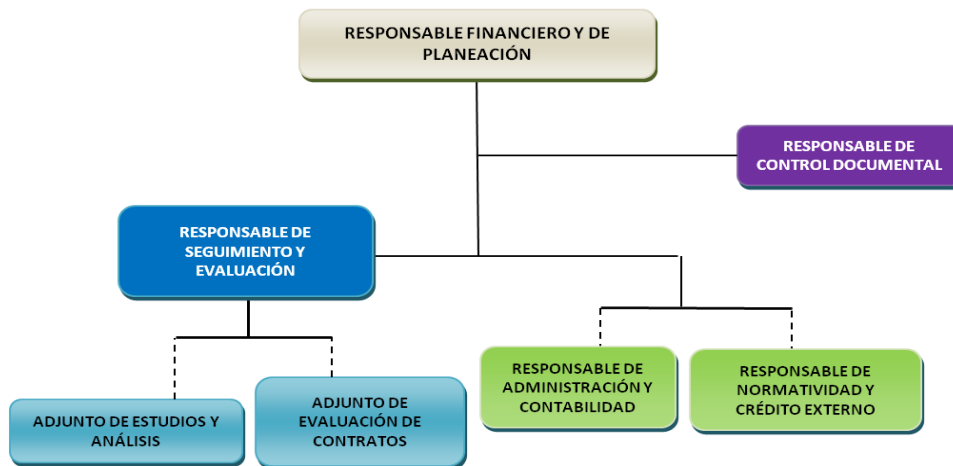 RESPONSABLE FINANCIERO Y DE
PLANEACIÓN
RESPONSABLE DE
CONTROL DOCUMENTAL
RESPONSABLE DE
SEGUIMIENTO Y
EVALUACIÓN
ADJUNTO DE ESTUDIOS Y
ANÁLISIS
ADJUNTO DE
EVALUACIÓN DE
CONTRATOS
RESPONSABLE DE
ADMINISTRACIÓN Y
CONTABILIDAD
RESPONSABLE DE
NORMATIVIDAD Y
CRÉDITO EXTERNO